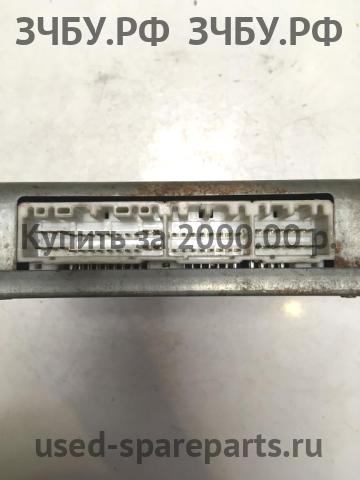 ЗЧБУ.РФ ЗЧБУ.РФ
Купить за 2000.00 р.
used-spareparts.ru